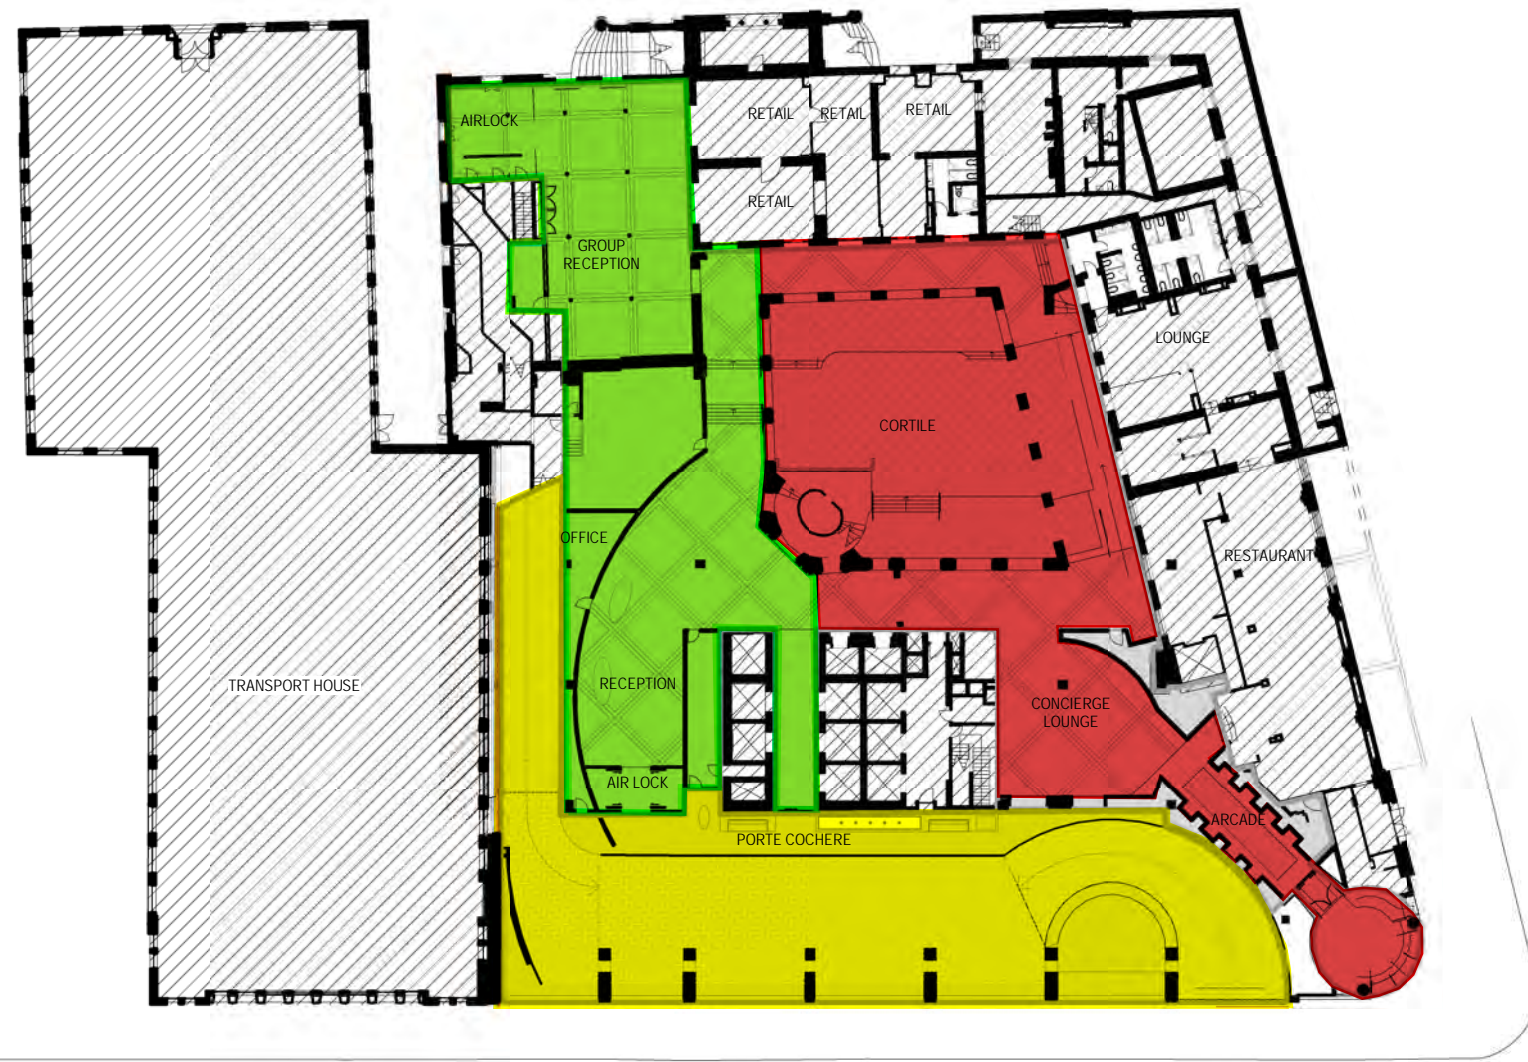 AIRLOCK
RETAIL
RETAIL
RETAIL
RETAIL
GROUP
RECEPTION
LOUNGE
CORTILE
OFFICE
RESTAURANT
TRANSPORT HOUSE
RECEPTION
CONCIERGE
LOUNGE
AIR LOCK
ARCADE
PORTE COCHERE